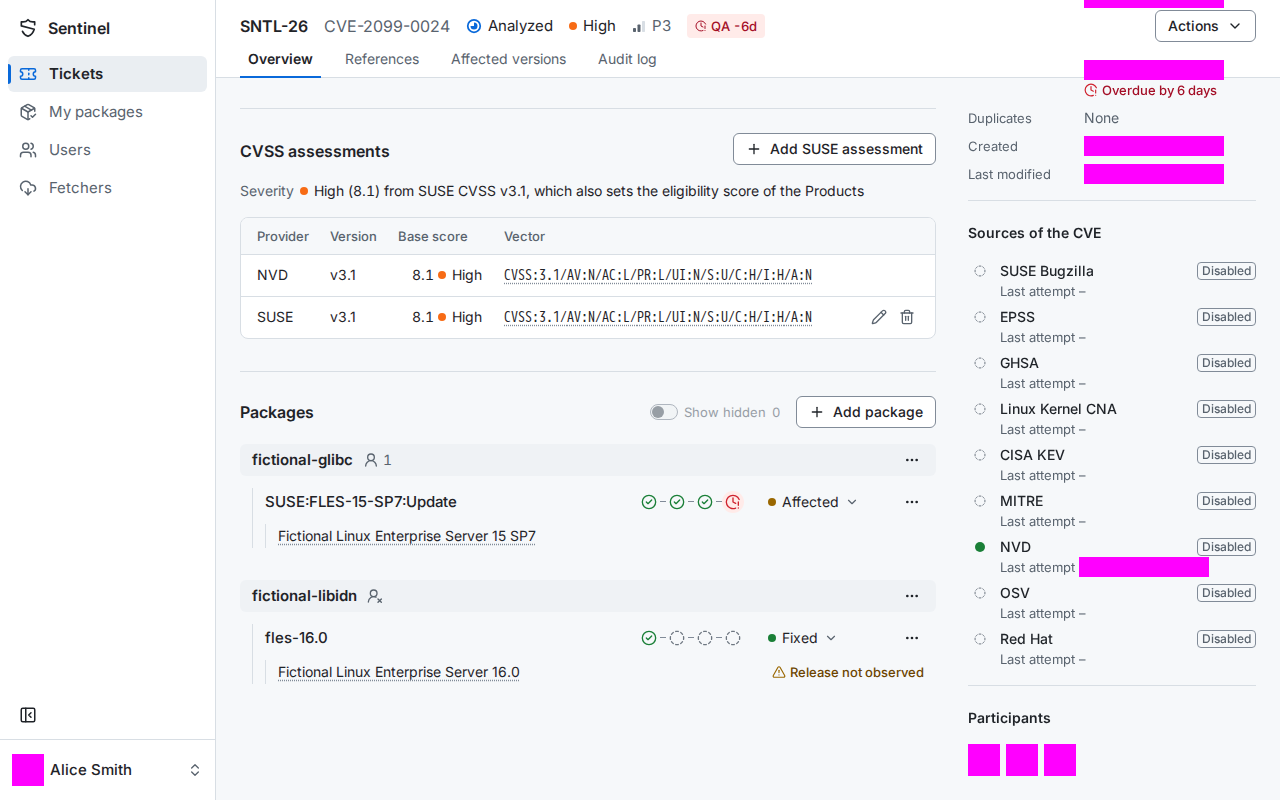 Sentinel
Tickets
My packages
Users
Fetchers
Alice Smith
SNTL-26 CVE-2099-0024 Analyzed High P3 QA -6d
Actions
Overview References Affected versions Audit log
CVSS assessments
Add SUSE assessment
Severity High (8.1) from SUSE CVSS v3.1, which also sets the eligibility score of the Products
Provider Version Base score Vector
NVD v3.1 8.1 High CVSS:3.1/AV:N/AC:L/PR:L/UI:N/S:U/C:H/I:H/A:N
SUSE v3.1 8.1 High CVSS:3.1/AV:N/AC:L/PR:L/UI:N/S:U/C:H/I:H/A:N
Packages
Show hidden 0
Add package
fictional-glibc 1
SUSE:FLES-15-SP7:Update Affected
Fictional Linux Enterprise Server 15 SP7
fictional-libidn
fles-16.0 Fixed
Fictional Linux Enterprise Server 16.0 Release not observed
Overdue by 6 days
Duplicates None
Created
Last modified
Sources of the CVE
SUSE Bugzilla Disabled
Last attempt –
EPSS Disabled
Last attempt –
GHSA Disabled
Last attempt –
Linux Kernel CNA Disabled
Last attempt –
CISA KEV Disabled
Last attempt –
MITRE Disabled
Last attempt –
NVD Disabled
Last attempt
OSV Disabled
Last attempt –
Red Hat Disabled
Last attempt –
Participants